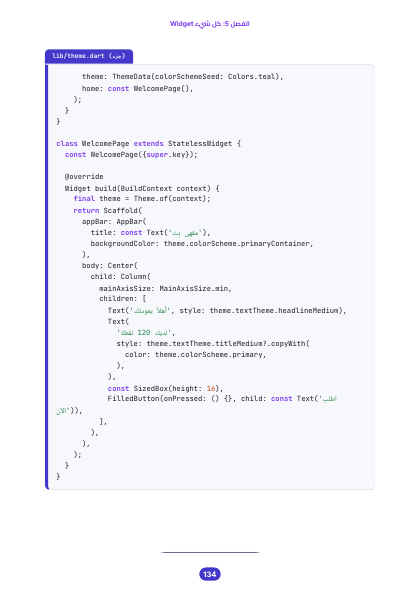 الفصل 5: كل شيء Widget
lib/theme.dart (جزء)
theme: ThemeData(colorSchemeSeed: Colors.teal),
home: const WelcomePage(),
);
}
}
class WelcomePage extends StatelessWidget {
const WelcomePage({super.key});
@override
Widget build(BuildContext context) {
final theme = Theme.of(context);
return Scaffold(
appBar: AppBar(
title: const Text('مقهى بِت'),
backgroundColor: theme.colorScheme.primaryContainer,
),
body: Center(
child: Column(
mainAxisSize: MainAxisSize.min,
children: [
Text('أهلاً بعودتك', style: theme.textTheme.headlineMedium),
Text(
'لديك 120 نقطة',
style: theme.textTheme.titleMedium?.copyWith(
color: theme.colorScheme.primary,
),
),
const SizedBox(height: 16),
FilledButton(onPressed: () {}, child: const Text('اطلب
الآن')),
],
),
),
);
}
}
134